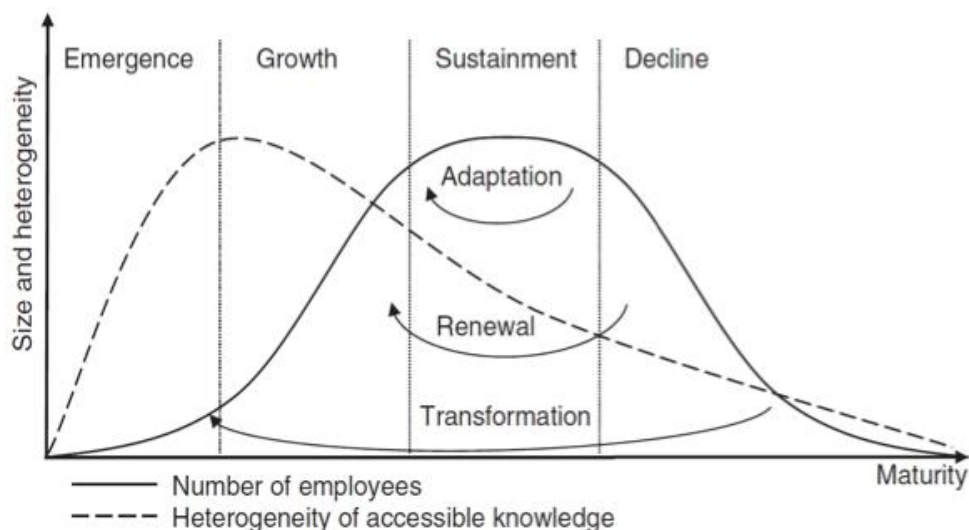 Emergence
Growth
Sustainment
Decline
Size and heterogeneity
Adaptation
Renewal
Transformation
Maturity
Number of employees
Heterogeneity of accessible knowledge